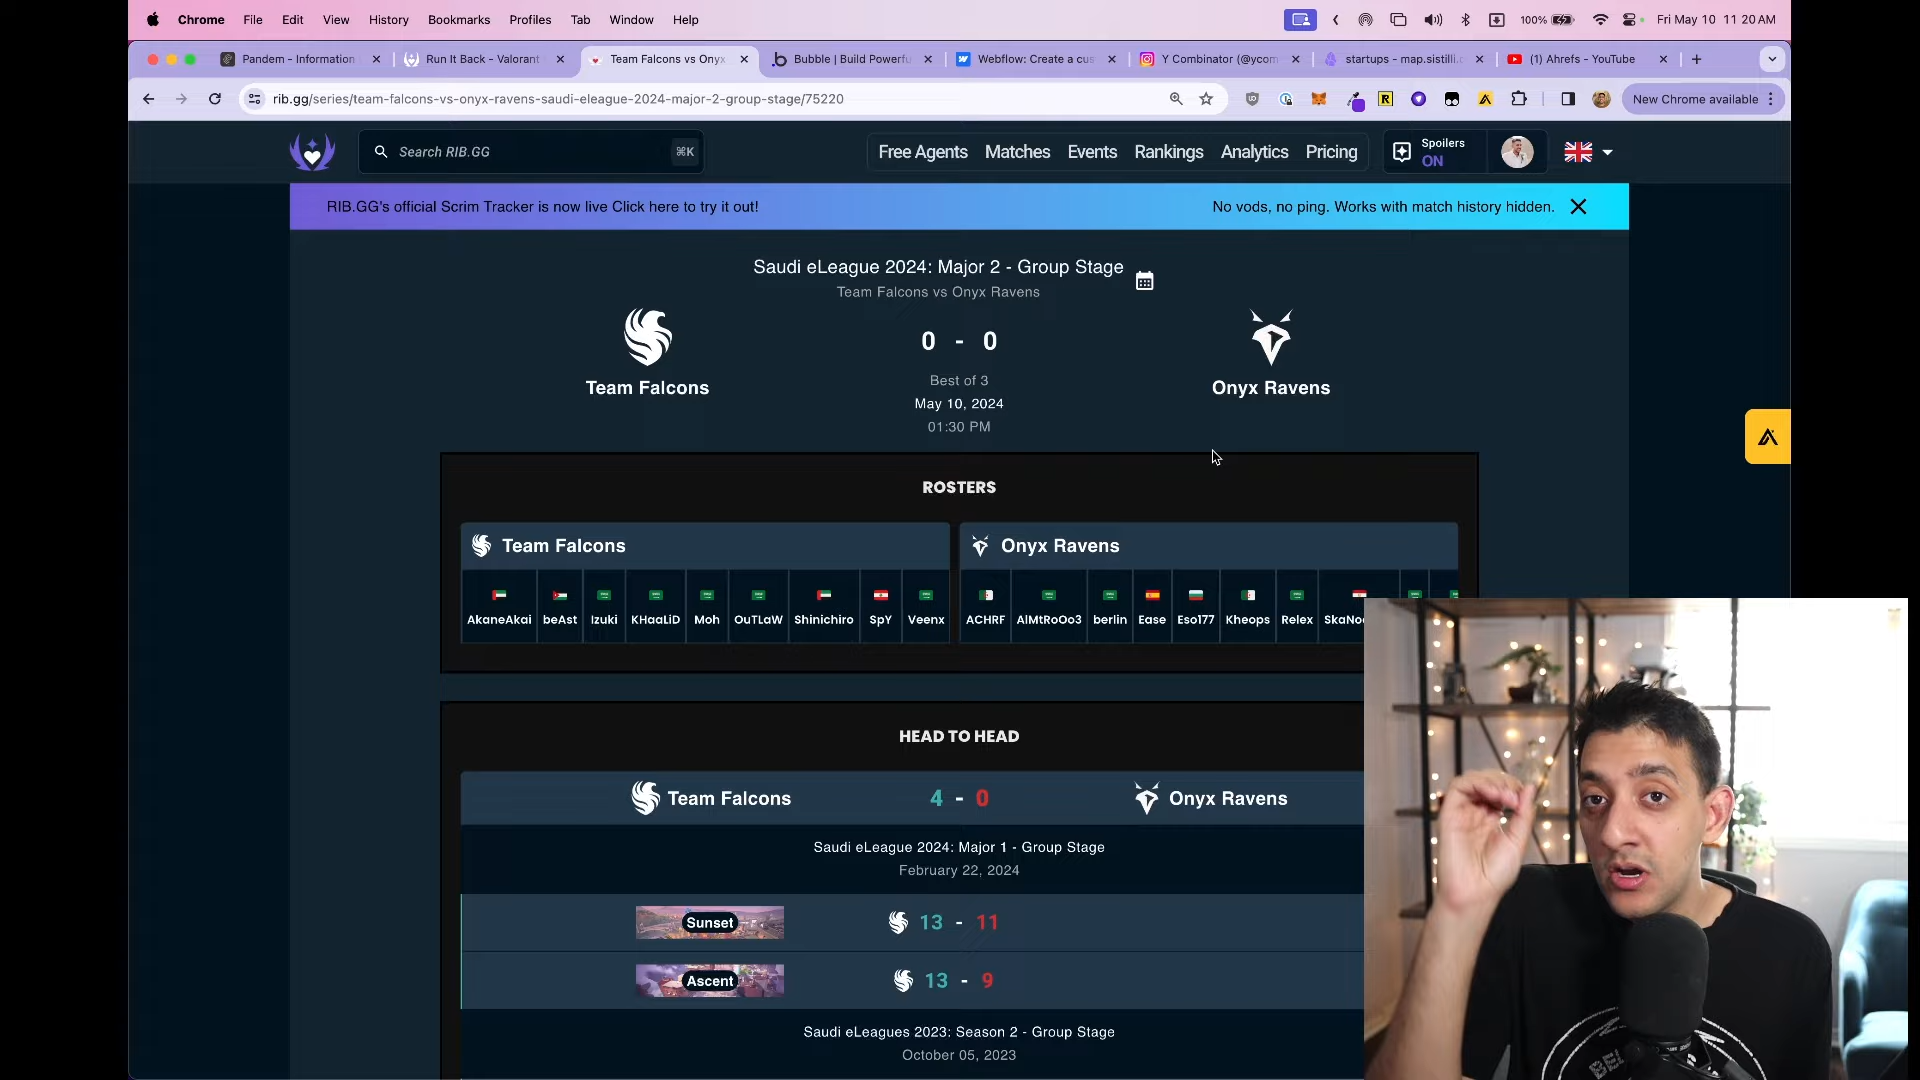 Chrome File Edit View History Bookmarks Profiles Tab Window Help
100% Fri May 10 11 20 AM
Pandem - Information
Run It Back - Valorant
Team Falcons vs Onyx
Bubble | Build Powerfu
Webflow: Create a cus
Y Combinator (@ycom
startups - map.sistilli.
(1) Ahrefs - YouTube
rib.gg/series/team-falcons-vs-onyx-ravens-saudi-eleague-2024-major-2-group-stage/75220
New Chrome available
Search RIB.GG ⌘K
Free Agents Matches Events Rankings Analytics Pricing
Spoilers
ON
RIB.GG's official Scrim Tracker is now live Click here to try it out!
No vods, no ping. Works with match history hidden.
Saudi eLeague 2024: Major 2 - Group Stage
Team Falcons vs Onyx Ravens
0 - 0
Team Falcons
Onyx Ravens
Best of 3
May 10, 2024
01:30 PM
ROSTERS
Team Falcons
Onyx Ravens
AkaneAkai beAst Izuki KHaaLiD Moh OuTLaW Shinichiro SpY Veenx
ACHRF AlMtRoOo3 berlin Ease Eso177 Kheops Relex
HEAD TO HEAD
Team Falcons 4 - 0 Onyx Ravens
Saudi eLeague 2024: Major 1 - Group Stage
February 22, 2024
Sunset 13 - 11
Ascent 13 - 9
Saudi eLeagues 2023: Season 2 - Group Stage
October 05, 2023